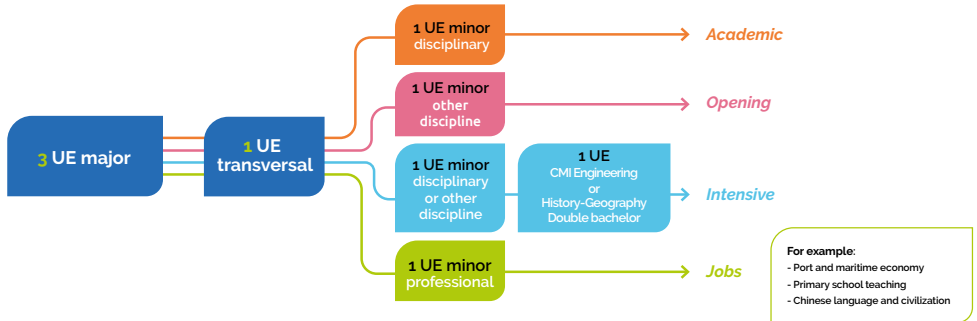 3 UE major
1 UE
transversal
1 UE minor
disciplinary
Academic
1 UE minor
other
discipline
Opening
1 UE minor
disciplinary
or other
discipline
1 UE
CMI Engineering
or
History-Geography
Double bachelor
Intensive
1 UE minor
professional
Jobs
For example:
- Port and maritime economy
- Primary school teaching
- Chinese language and civilization